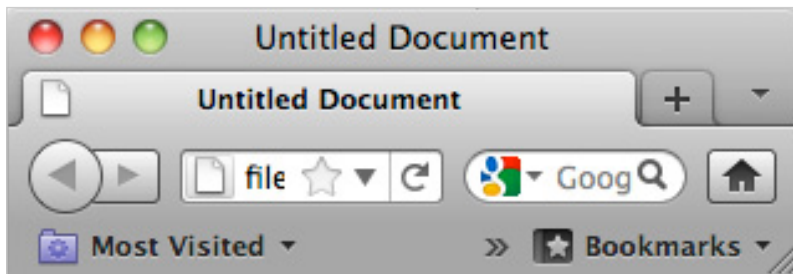 Untitled Document
Untitled Document
file Goog
Most Visited » Bookmarks